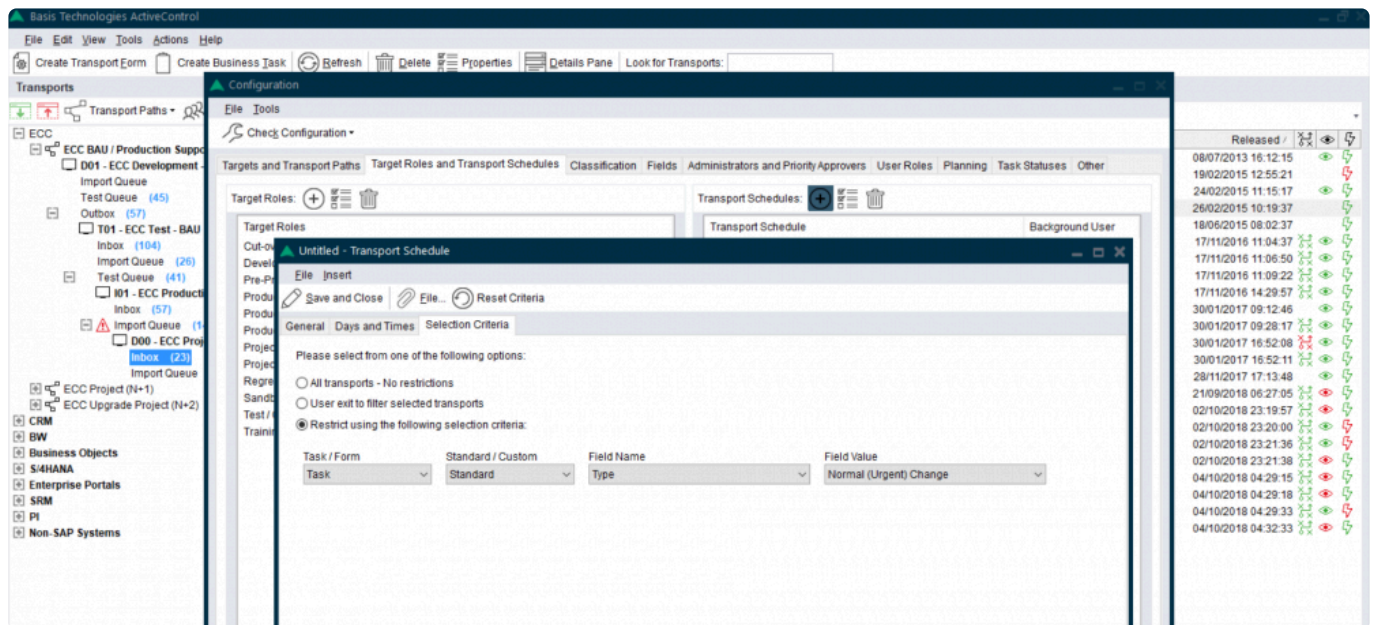 Basis Technologies ActiveControl
File Edit View Tools Actions Help
Create Transport Form Create Business Task Refresh Delete Properties Details Pane Look for Transports:
Transports
Transport Paths
ECC
ECC BAU / Production Suppo
D01 - ECC Development -
Import Queue
Test Queue (45)
Outbox (57)
T01 - ECC Test - BAU
Inbox (104)
Import Queue (26)
Test Queue (41)
I01 - ECC Producti
Inbox (57)
Import Queue (1
D00 - ECC Proj
Inbox (23)
Import Queue
ECC Project (N+1)
ECC Upgrade Project (N+2)
CRM
BW
Business Objects
S/4HANA
Enterprise Portals
SRM
PI
Non-SAP Systems
Configuration
File Tools
Check Configuration
Targets and Transport Paths Target Roles and Transport Schedules Classification Fields Administrators and Priority Approvers User Roles Planning Task Statuses Other
Target Roles: Transport Schedules:
Target Roles Transport Schedule Background User
Cut-ov
Develo
Pre-Pr
Produ
Produ
Produ
Projec
Projec
Regre
Sandb
Test / 
Trainin
Untitled - Transport Schedule
File Insert
Save and Close File... Reset Criteria
General Days and Times Selection Criteria
Please select from one of the following options:
All transports - No restrictions
User exit to filter selected transports
Restrict using the following selection criteria:
Task / Form Standard / Custom Field Name Field Value
Task Standard Type Normal (Urgent) Change
Released /
08/07/2013 16:12:15
19/02/2015 12:55:21
24/02/2015 11:15:17
26/02/2015 10:19:37
18/06/2015 08:02:37
17/11/2016 11:04:37
17/11/2016 11:06:50
17/11/2016 11:09:22
17/11/2016 14:29:57
30/01/2017 09:12:46
30/01/2017 09:28:17
30/01/2017 16:52:08
30/01/2017 16:52:11
28/11/2017 17:13:48
21/09/2018 06:27:05
02/10/2018 23:19:57
02/10/2018 23:20:00
02/10/2018 23:21:36
02/10/2018 23:21:38
04/10/2018 04:29:15
04/10/2018 04:29:18
04/10/2018 04:29:33
04/10/2018 04:32:33